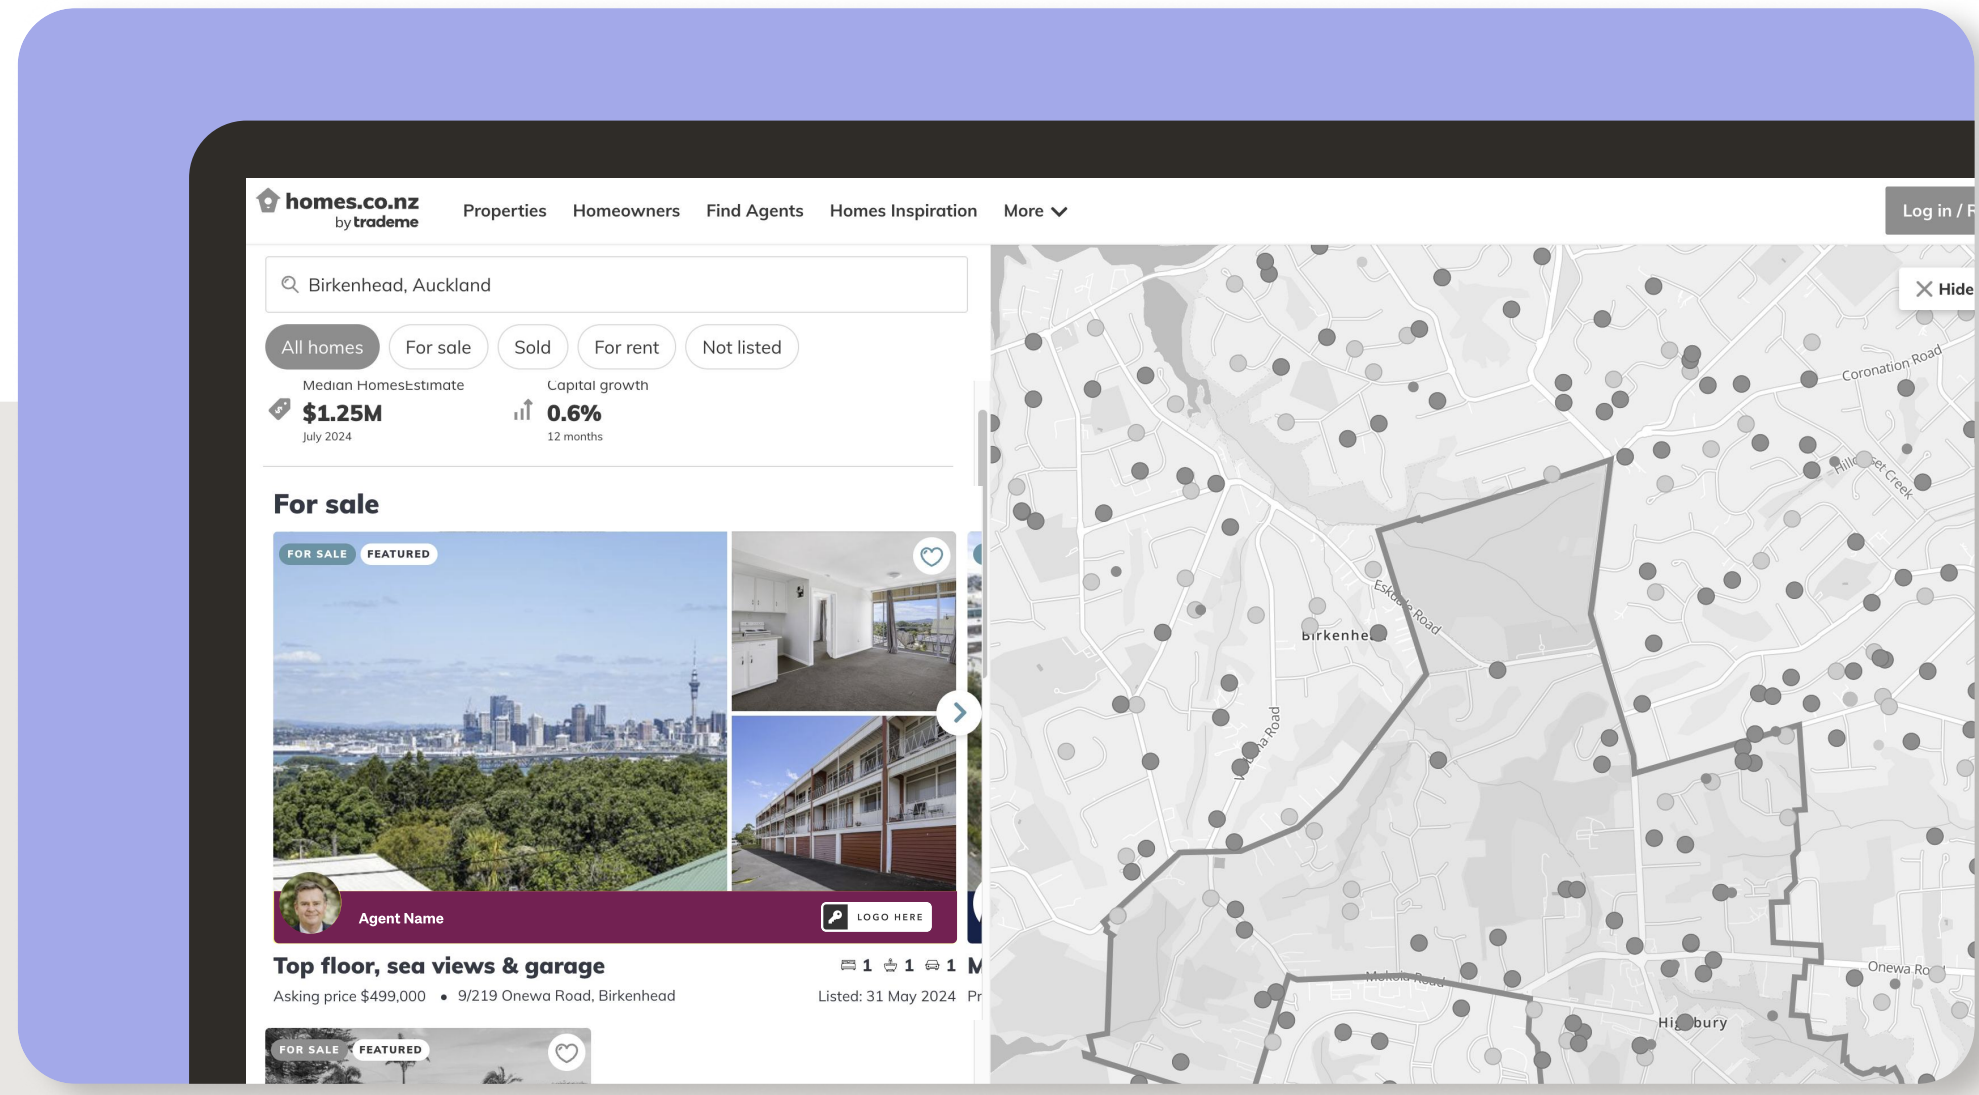 homes.co.nz
by trademe
Properties Homeowners Find Agents Homes Inspiration More
Log in /
Birkenhead, Auckland
All homes For sale Sold For rent Not listed
Median HomesEstimate Capital growth
$1.25M 0.6%
July 2024 12 months
For sale
FOR SALE FEATURED
Agent Name LOGO HERE
Top floor, sea views & garage 1 1 1
Asking price $499,000 • 9/219 Onewa Road, Birkenhead Listed: 31 May 2024
FOR SALE FEATURED
Hide
Coronation Road
Creek
Eskdale Road
Road
Mokoia Road
Onewa